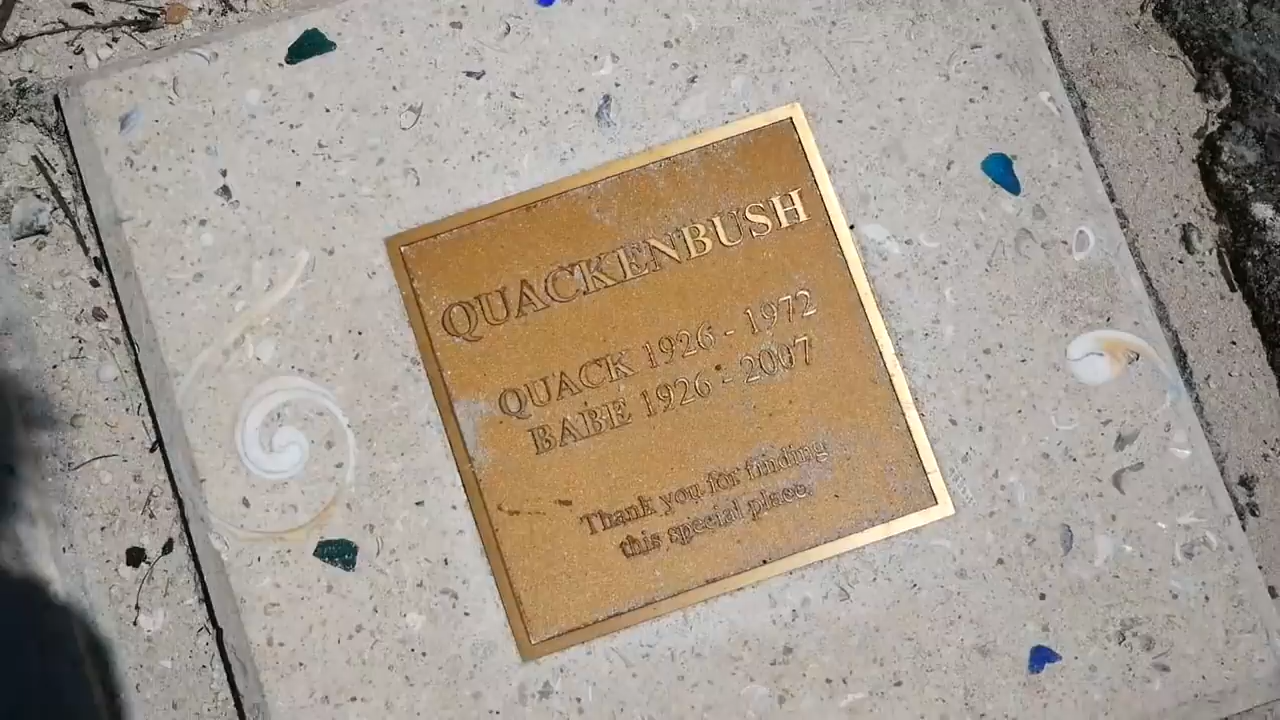 QUACKENBUSH
QUACK 1926 - 1972
BABE 1926 - 2007
Thank you for finding
this special place.